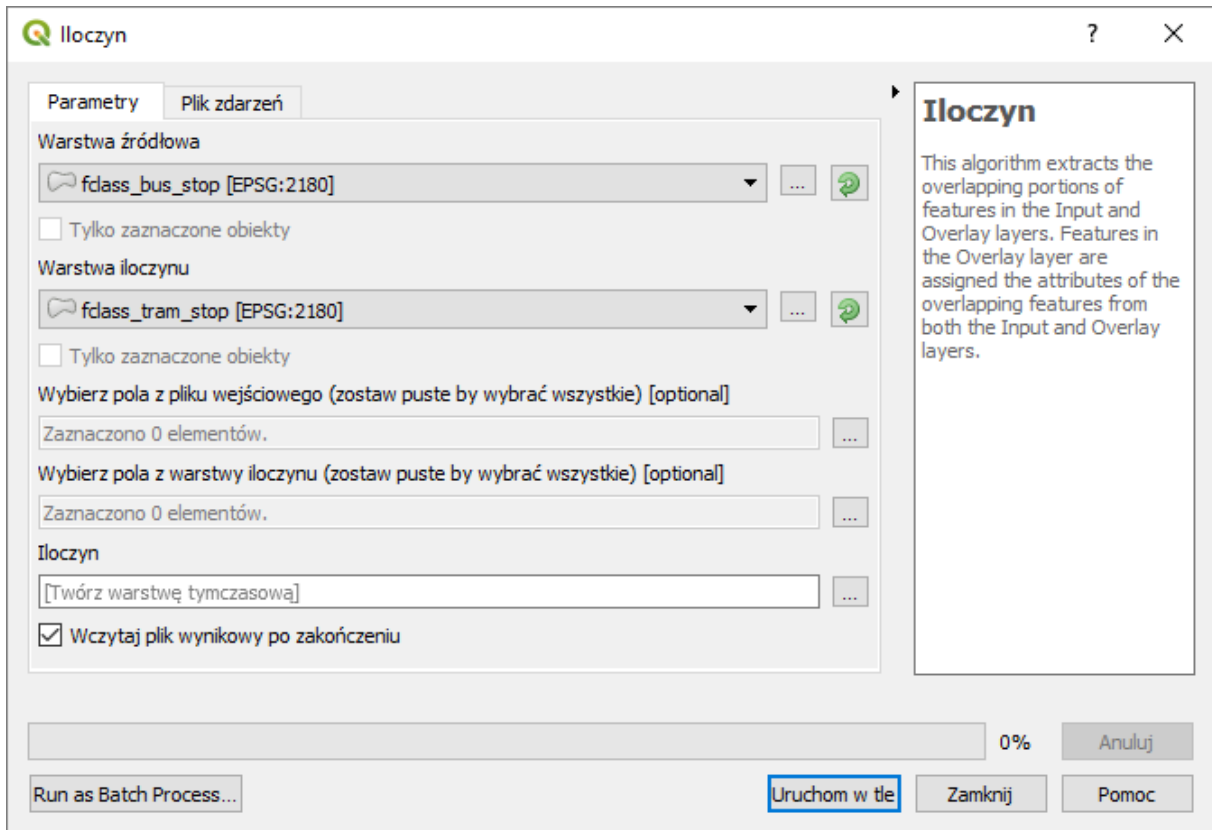 Iloczyn
?
Parametry
Plik zdarzeń
Warstwa źródłowa
fclass_bus_stop [EPSG:2180]
...
Tylko zaznaczone obiekty
Warstwa iloczynu
fclass_tram_stop [EPSG:2180]
...
Tylko zaznaczone obiekty
Wybierz pola z pliku wejściowego (zostaw puste by wybrać wszystkie) [optional]
Zaznaczono 0 elementów.
...
Wybierz pola z warstwy iloczynu (zostaw puste by wybrać wszystkie) [optional]
Zaznaczono 0 elementów.
...
Iloczyn
[Twórz warstwę tymczasową]
...
Wczytaj plik wynikowy po zakończeniu
Iloczyn
This algorithm extracts the
overlapping portions of
features in the Input and
Overlay layers. Features in
the Overlay layer are
assigned the attributes of the
overlapping features from
both the Input and Overlay
layers.
0%
Anuluj
Run as Batch Process...
Uruchom w tle
Zamknij
Pomoc